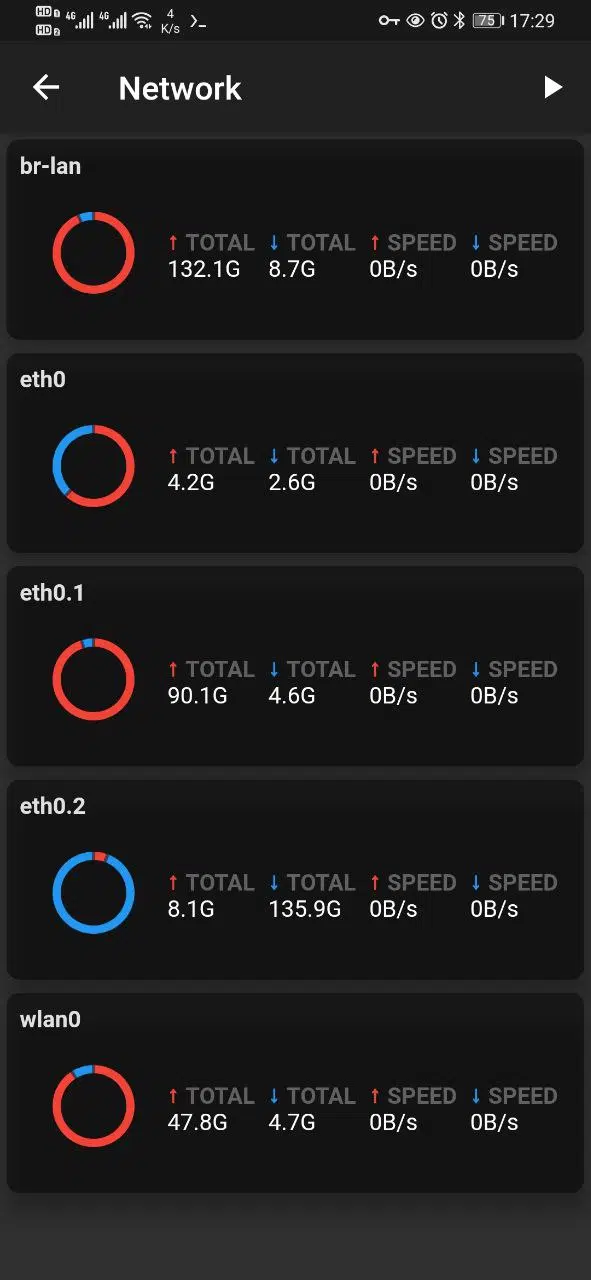 HD 1 4G 4G 4 K/s >_ 75 17:29
HD 2
Network
br-lan
↑ TOTAL ↓ TOTAL ↑ SPEED ↓ SPEED
132.1G 8.7G 0B/s 0B/s
eth0
↑ TOTAL ↓ TOTAL ↑ SPEED ↓ SPEED
4.2G 2.6G 0B/s 0B/s
eth0.1
↑ TOTAL ↓ TOTAL ↑ SPEED ↓ SPEED
90.1G 4.6G 0B/s 0B/s
eth0.2
↑ TOTAL ↓ TOTAL ↑ SPEED ↓ SPEED
8.1G 135.9G 0B/s 0B/s
wlan0
↑ TOTAL ↓ TOTAL ↑ SPEED ↓ SPEED
47.8G 4.7G 0B/s 0B/s